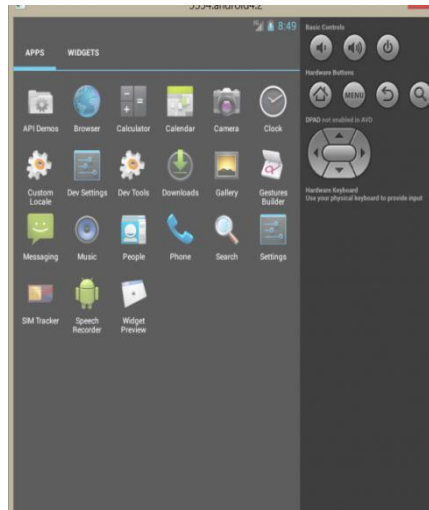 5554:android4.2
8:49
APPS WIDGETS
API Demos Browser Calculator Calendar Camera Clock
Custom Locale Dev Settings Dev Tools Downloads Gallery Gestures Builder
Messaging Music People Phone Search Settings
SIM Tracker Speech Recorder Widget Preview
Basic Controls
Hardware Buttons
MENU
DPAD not enabled in AVD
Hardware Keyboard
Use your physical keyboard to provide input